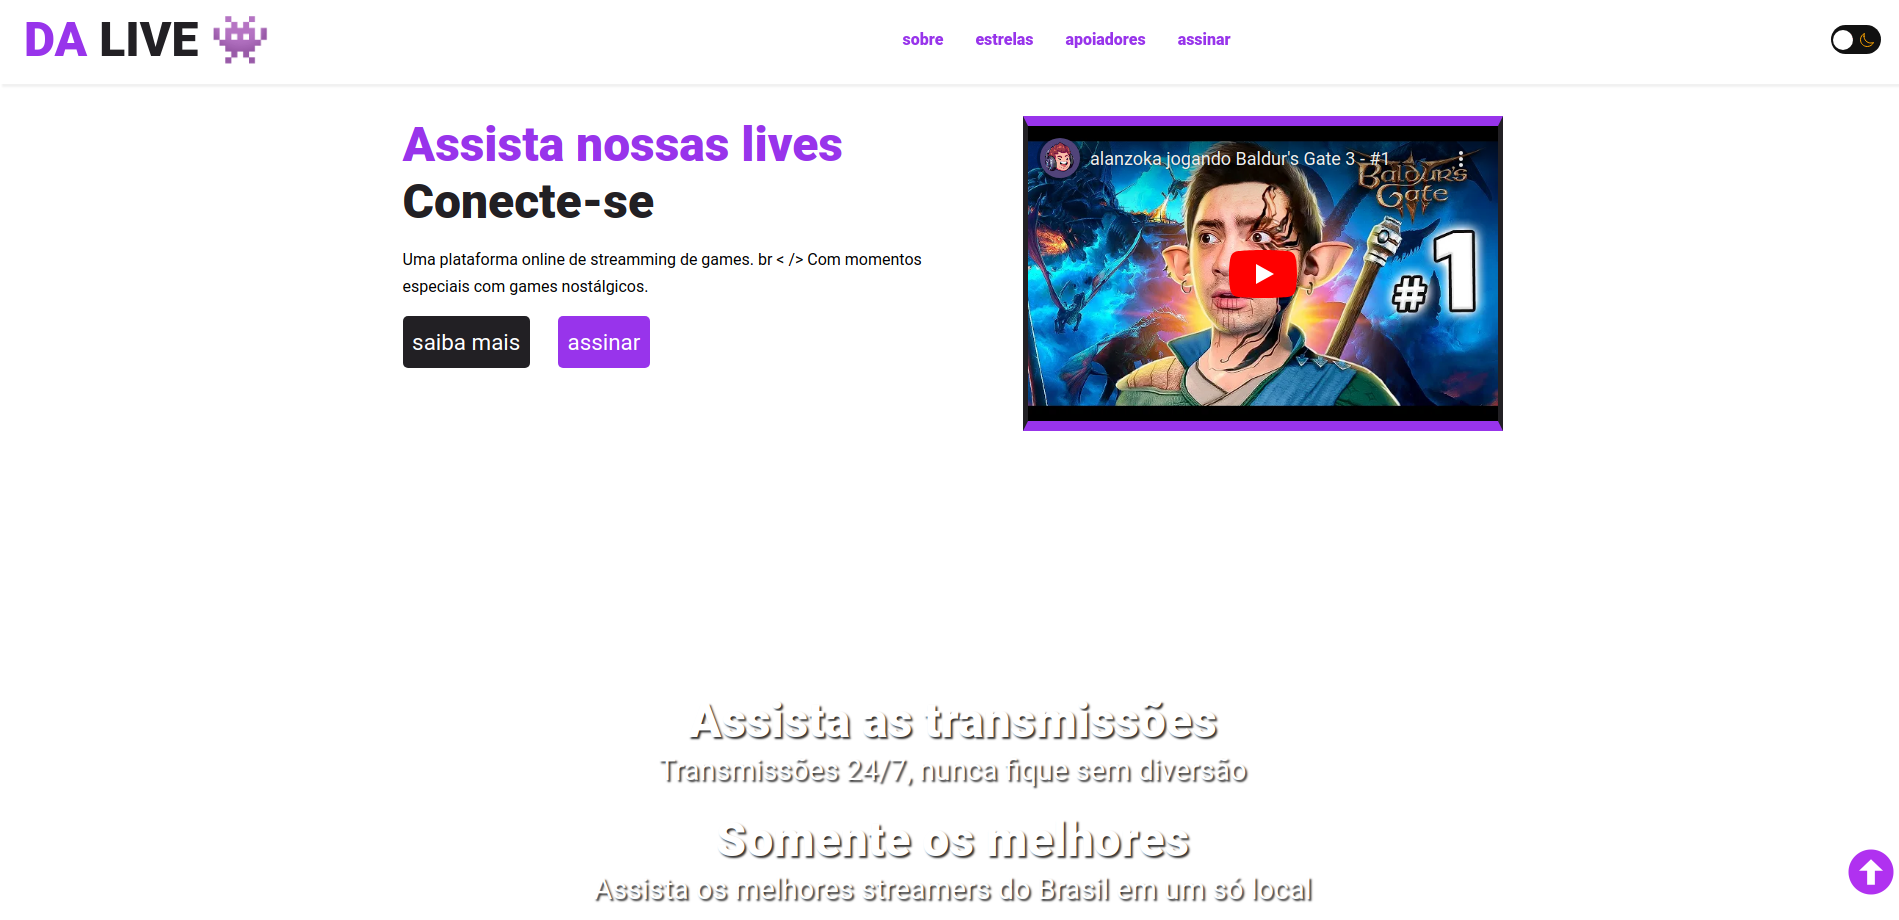 DA LIVE
sobre estrelas apoiadores assinar
Assista nossas lives
Conecte-se
Uma plataforma online de streamming de games. br < /> Com momentos
especiais com games nostálgicos.
saiba mais assinar
alanzoka jogando Baldur's Gate 3 - #1
Baldur's
Gate
#1
Assista as transmissões
Transmissões 24/7, nunca fique sem diversão
Somente os melhores
Assista os melhores streamers do Brasil em um só local